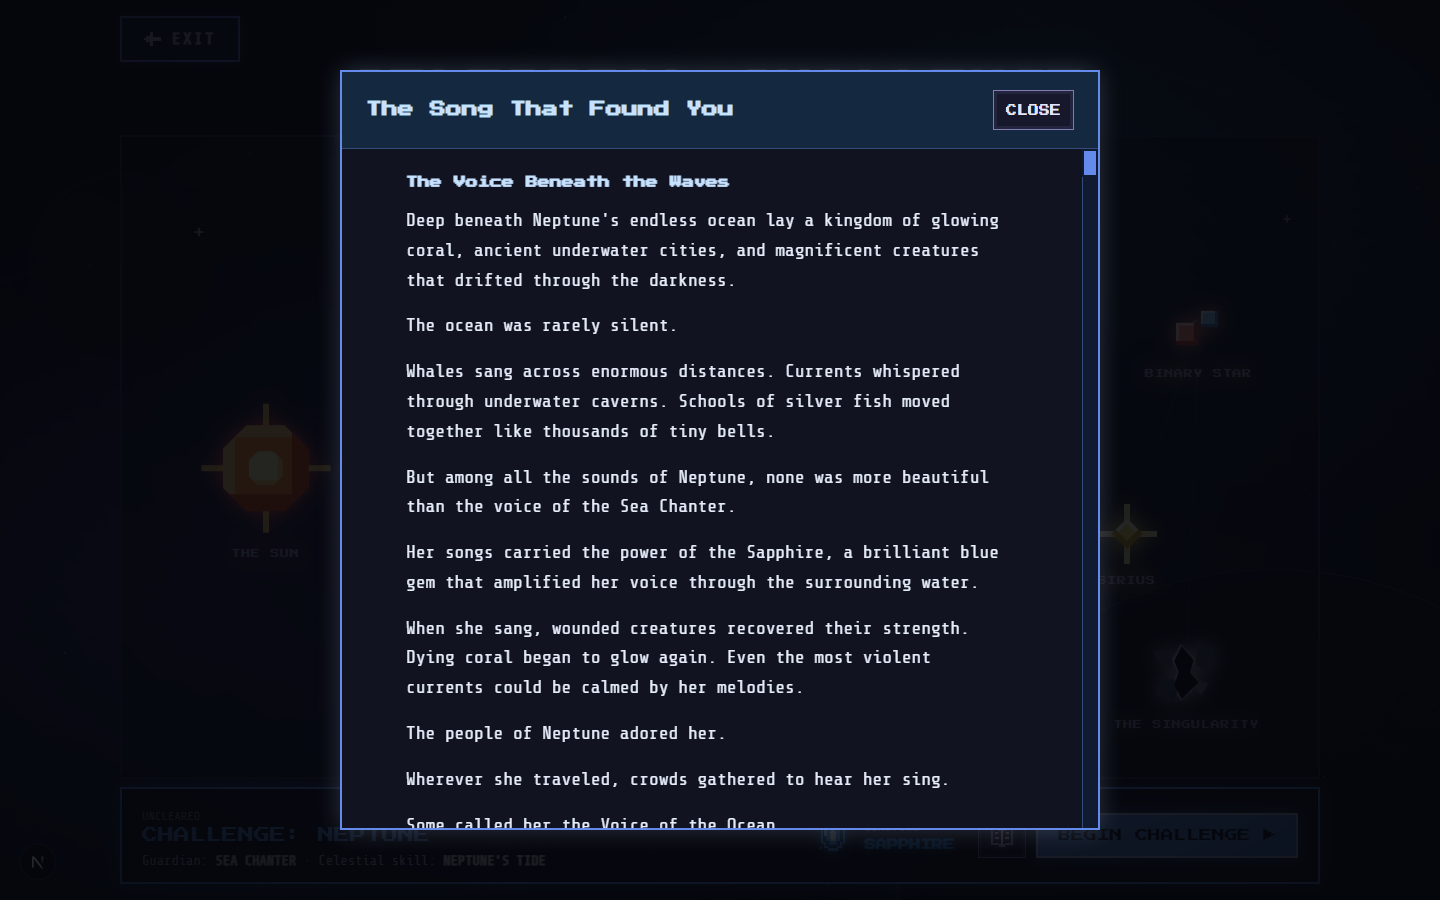 EXIT
The Song That Found You
CLOSE
The Voice Beneath the Waves
Deep beneath Neptune's endless ocean lay a kingdom of glowing
coral, ancient underwater cities, and magnificent creatures
that drifted through the darkness.
The ocean was rarely silent.
Whales sang across enormous distances. Currents whispered
through underwater caverns. Schools of silver fish moved
together like thousands of tiny bells.
But among all the sounds of Neptune, none was more beautiful
than the voice of the Sea Chanter.
Her songs carried the power of the Sapphire, a brilliant blue
gem that amplified her voice through the surrounding water.
When she sang, wounded creatures recovered their strength.
Dying coral began to glow again. Even the most violent
currents could be calmed by her melodies.
The people of Neptune adored her.
Wherever she traveled, crowds gathered to hear her sing.
Some called her the Voice of the Ocean
THE SUN
BINARY STAR
SIRIUS
THE SINGULARITY
UNCLEARED
CHALLENGE: NEPTUNE
Guardian: SEA CHANTER · Celestial skill: NEPTUNE'S TIDE
SAPPHIRE
BEGIN CHALLENGE
N